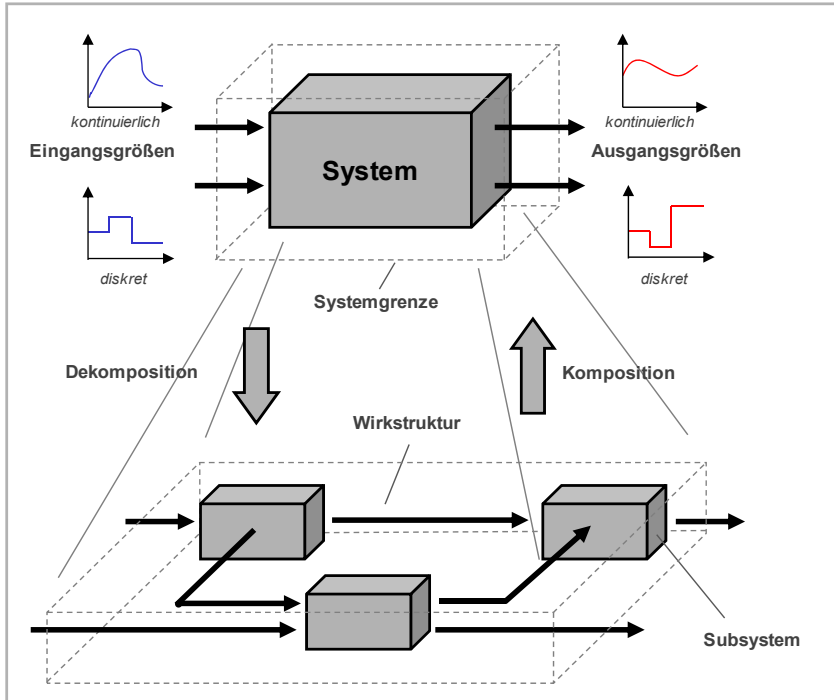 kontinuierlich
Eingangsgrößen
diskret
System
kontinuierlich
Ausgangsgrößen
diskret
Systemgrenze
Dekomposition
Komposition
Wirkstruktur
Subsystem